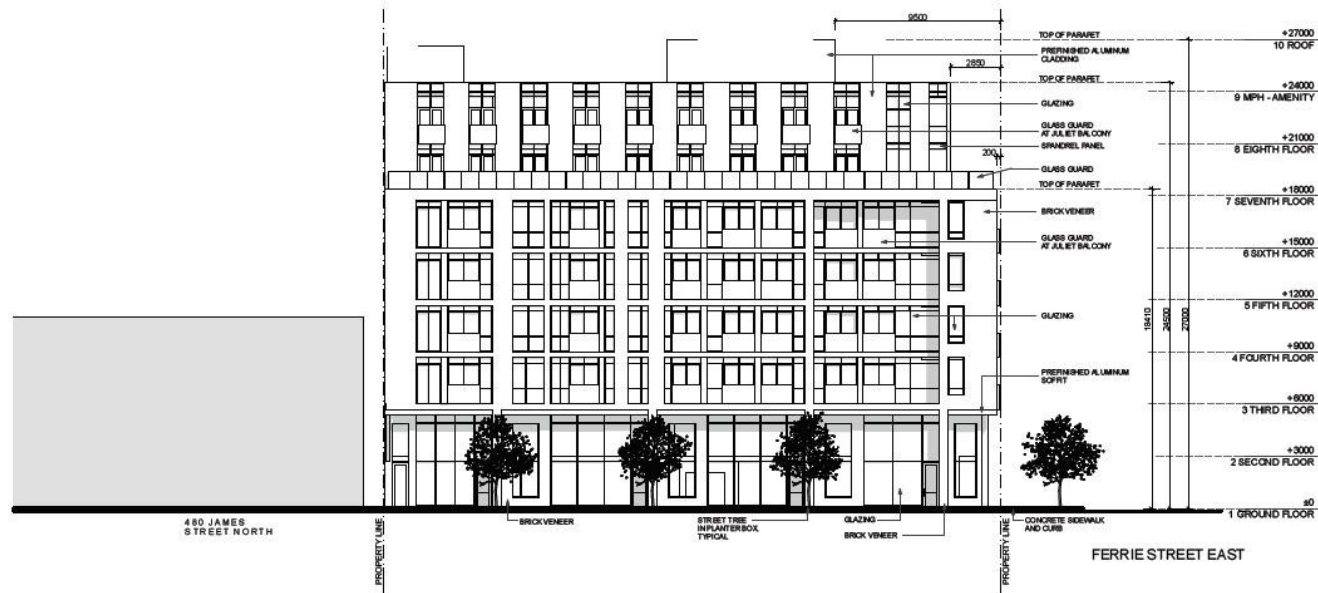 9500
TOP OF PARAPET
+27000
10 ROOF
PREFINISHED ALUMINUM
CLADDING
2850
TOP OF PARAPET
+24000
9 MPH - AMENITY
GLAZING
GLASS GUARD
AT JULIET BALCONY
+21000
8 EIGHTH FLOOR
SPANDREL PANEL
200
GLASS GUARD
TOP OF PARAPET
+18000
7 SEVENTH FLOOR
BRICK VENEER
GLASS GUARD
AT JULIET BALCONY
+15000
6 SIXTH FLOOR
+12000
5 FIFTH FLOOR
18410
24500
27000
GLAZING
+9000
4 FOURTH FLOOR
PREFINISHED ALUMINUM
SOFFIT
+6000
3 THIRD FLOOR
+3000
2 SECOND FLOOR
±0
1 GROUND FLOOR
480 JAMES
STREET NORTH
PROPERTY LINE
BRICK VENEER
STREET TREE
IN PLANTER BOX,
TYPICAL
GLAZING
BRICK VENEER
PROPERTY LINE
CONCRETE SIDEWALK
AND CURB
FERRIE STREET EAST